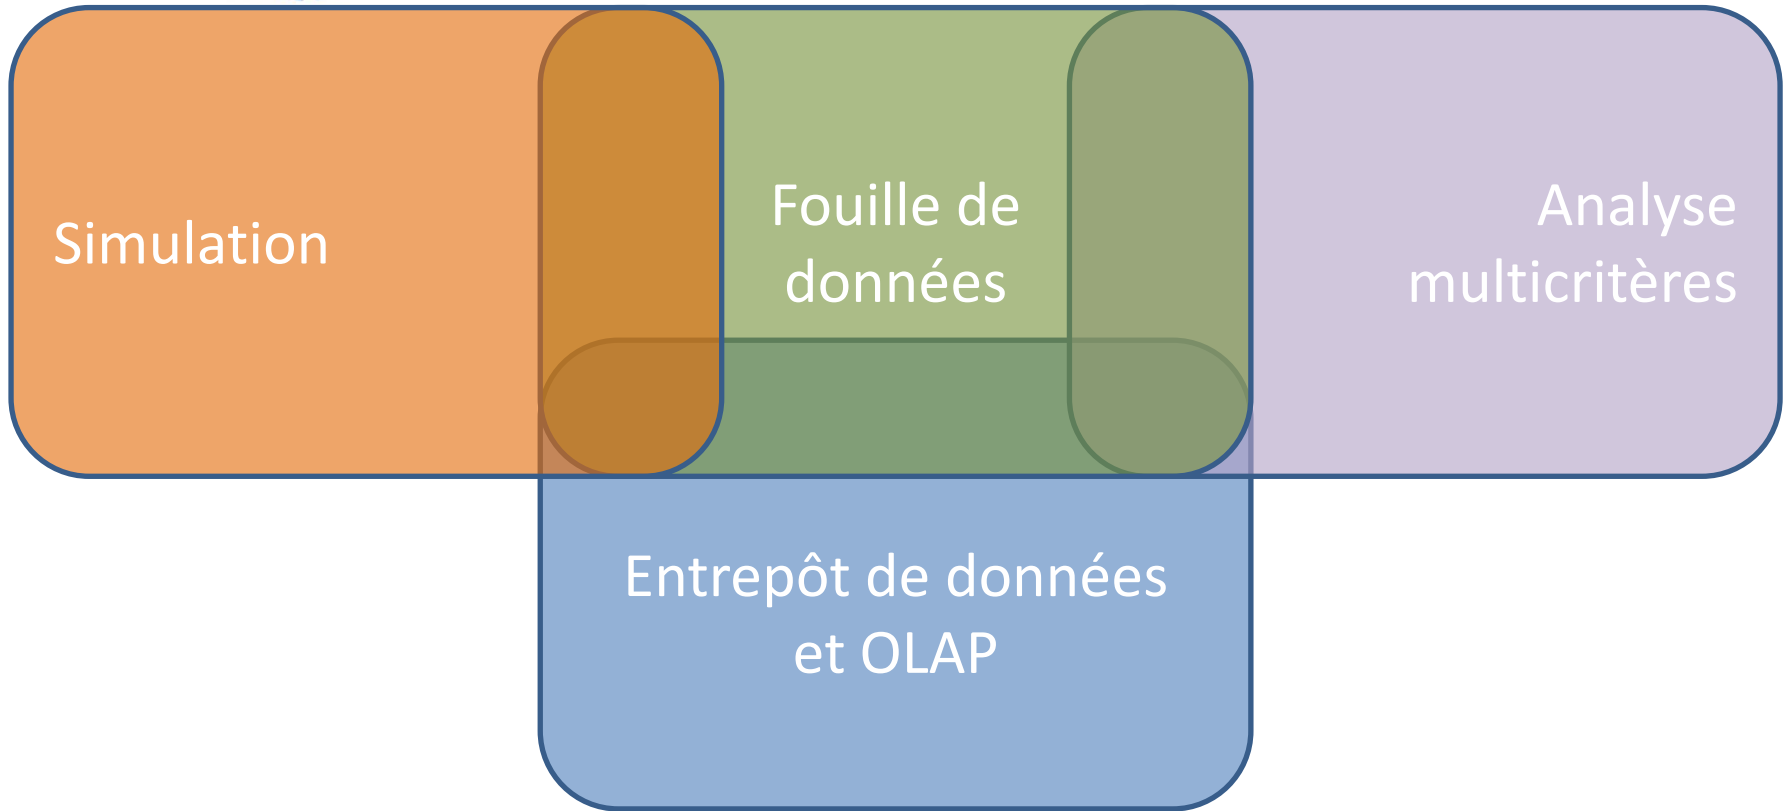 Simulation
Fouille de
données
Analyse
multicritères
Entrepôt de données
et OLAP